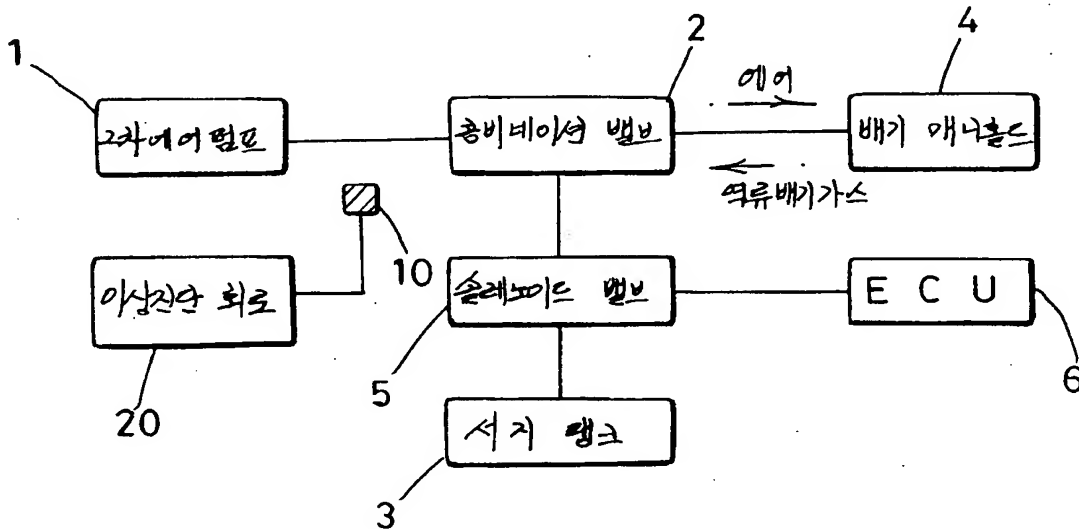 1
2
4
에어
2차에어펌프
콤비네이션 밸브
배기 매니홀드
역류배기가스
10
이상진단 회로
솔레노이드 밸브
E C U
20
5
6
서지 탱크
3